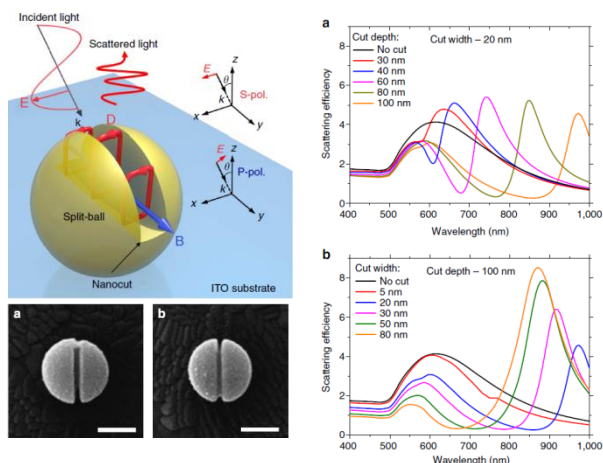 Incident light
Scattered light
E
k
D
z
E
θ
k
S-pol.
x
y
z
E
θ
P-pol.
k
x
y
Split-ball
B
Nanocut
ITO substrate
a
b
a
Cut depth:
Cut width – 20 nm
No cut
30 nm
40 nm
60 nm
80 nm
100 nm
Scattering efficiency
8
6
4
2
0
400 500 600 700 800 900 1,000
Wavelength (nm)
b
Cut width:
Cut depth – 100 nm
No cut
5 nm
20 nm
30 nm
50 nm
80 nm
Scattering efficiency
8
6
4
2
0
400 500 600 700 800 900 1,000
Wavelength (nm)